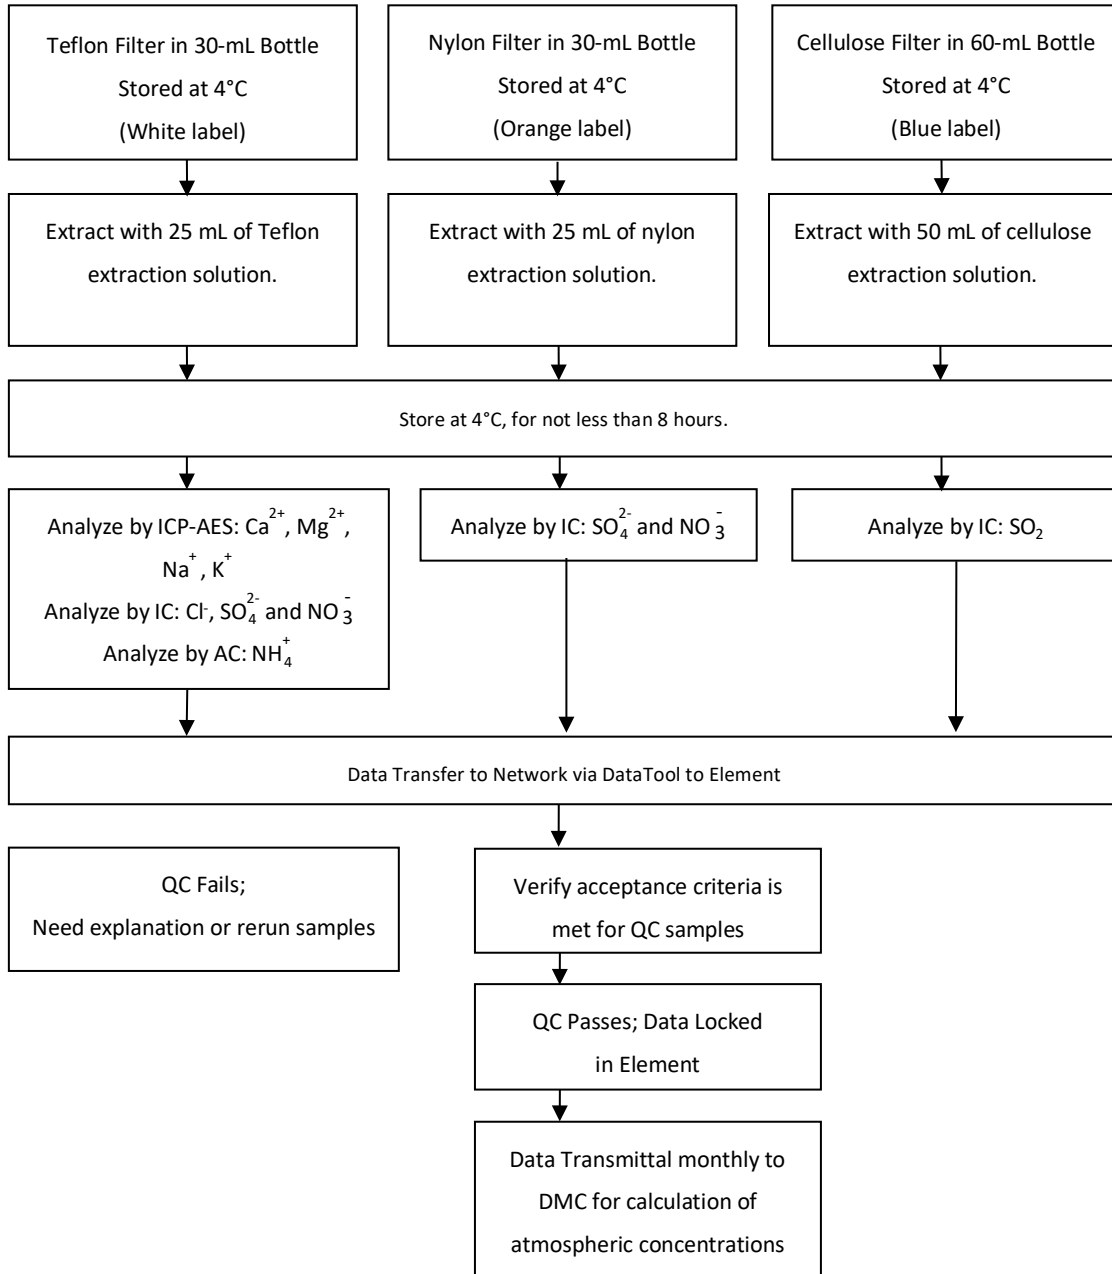 Teflon Filter in 30-mL Bottle
Stored at 4°C
(White label)
Nylon Filter in 30-mL Bottle
Stored at 4°C
(Orange label)
Cellulose Filter in 60-mL Bottle
Stored at 4°C
(Blue label)
Extract with 25 mL of Teflon
extraction solution.
Extract with 25 mL of nylon
extraction solution.
Extract with 50 mL of cellulose
extraction solution.
Store at 4°C, for not less than 8 hours.
Analyze by ICP-AES: Ca²⁺, Mg²⁺,
Na⁺, K⁺
Analyze by IC: Cl⁻, SO₄²⁻ and NO₃⁻
Analyze by AC: NH₄⁺
Analyze by IC: SO₄²⁻ and NO₃⁻
Analyze by IC: SO₂
Data Transfer to Network via DataTool to Element
QC Fails;
Need explanation or rerun samples
Verify acceptance criteria is
met for QC samples
QC Passes; Data Locked
in Element
Data Transmittal monthly to
DMC for calculation of
atmospheric concentrations